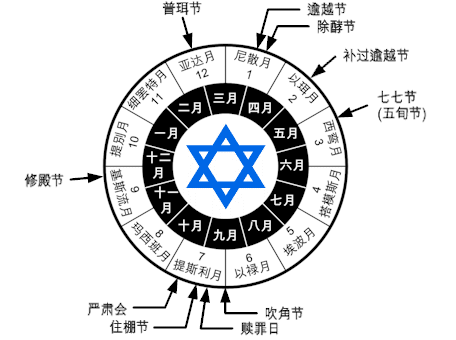 普珥节
逾越节
除酵节
补过逾越节
七七节
(五旬节)
修殿节
严肃会
住棚节
赎罪日
吹角节
尼散月
1
以珥月
2
西弯月
3
搭模斯月
4
埃波月
5
以禄月
6
提斯利月
7
玛西班月
8
基斯流月
9
提别月
10
细罢特月
11
亚达月
12
三月
四月
五月
六月
七月
八月
九月
十月
十一
月
十二
月
一月
二月